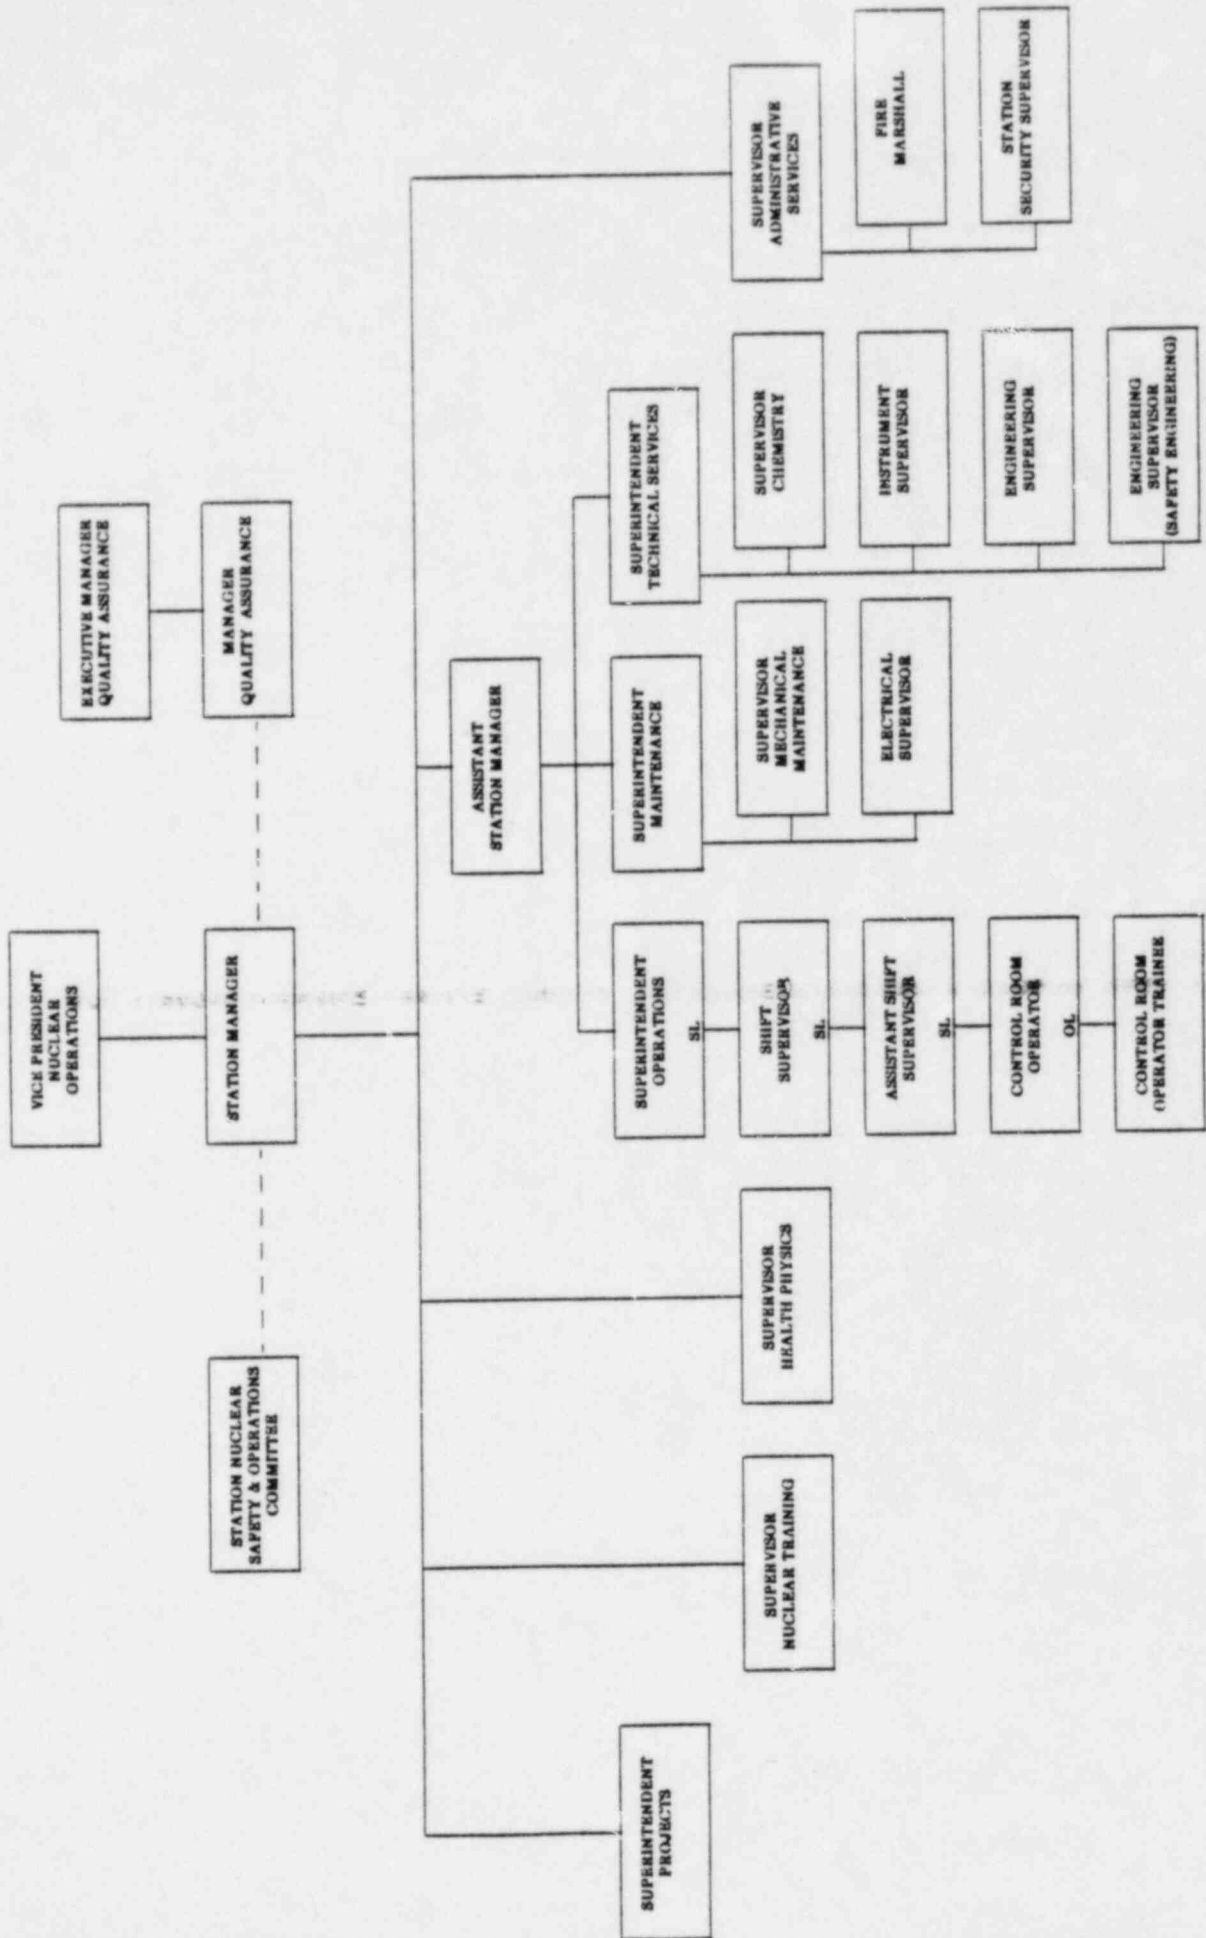 VICE PRESIDENT
NUCLEAR
OPERATIONS
EXECUTIVE MANAGER
QUALITY ASSURANCE
STATION NUCLEAR
SAFETY & OPERATIONS
COMMITTEE
STATION MANAGER
MANAGER
QUALITY ASSURANCE
ASSISTANT
STATION MANAGER
SUPERINTENDENT
PROJECTS
SUPERVISOR
NUCLEAR TRAINING
SUPERVISOR
HEALTH PHYSICS
SUPERINTENDENT
OPERATIONS
SL
SHIFT
SUPERVISOR
SL
ASSISTANT SHIFT
SUPERVISOR
SL
CONTROL ROOM
OPERATOR
OL
CONTROL ROOM
OPERATOR TRAINEE
SUPERINTENDENT
MAINTENANCE
SUPERVISOR
MECHANICAL
MAINTENANCE
ELECTRICAL
SUPERVISOR
SUPERINTENDENT
TECHNICAL SERVICES
SUPERVISOR
CHEMISTRY
INSTRUMENT
SUPERVISOR
ENGINEERING
SUPERVISOR
ENGINEERING
SUPERVISOR
(SAFETY ENGINEERING)
SUPERVISOR
ADMINISTRATIVE
SERVICES
FIRE
MARSHALL
STATION
SECURITY SUPERVISOR